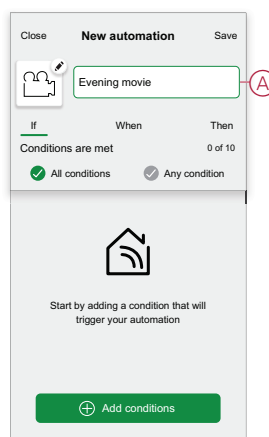 Close New automation Save
Evening movie
A
If When Then
Conditions are met 0 of 10
All conditions Any condition
Start by adding a condition that will
trigger your automation
Add conditions